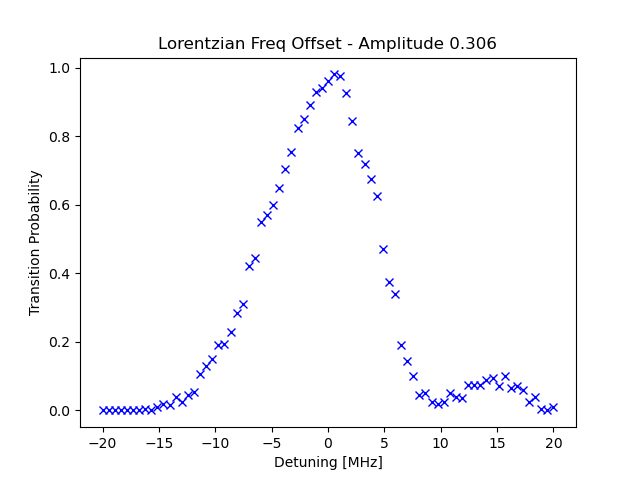 Lorentzian Freq Offset - Amplitude 0.306
1.0
0.8
0.6
0.4
0.2
0.0
Transition Probability
−20 −15 −10 −5 0 5 10 15 20
Detuning [MHz]